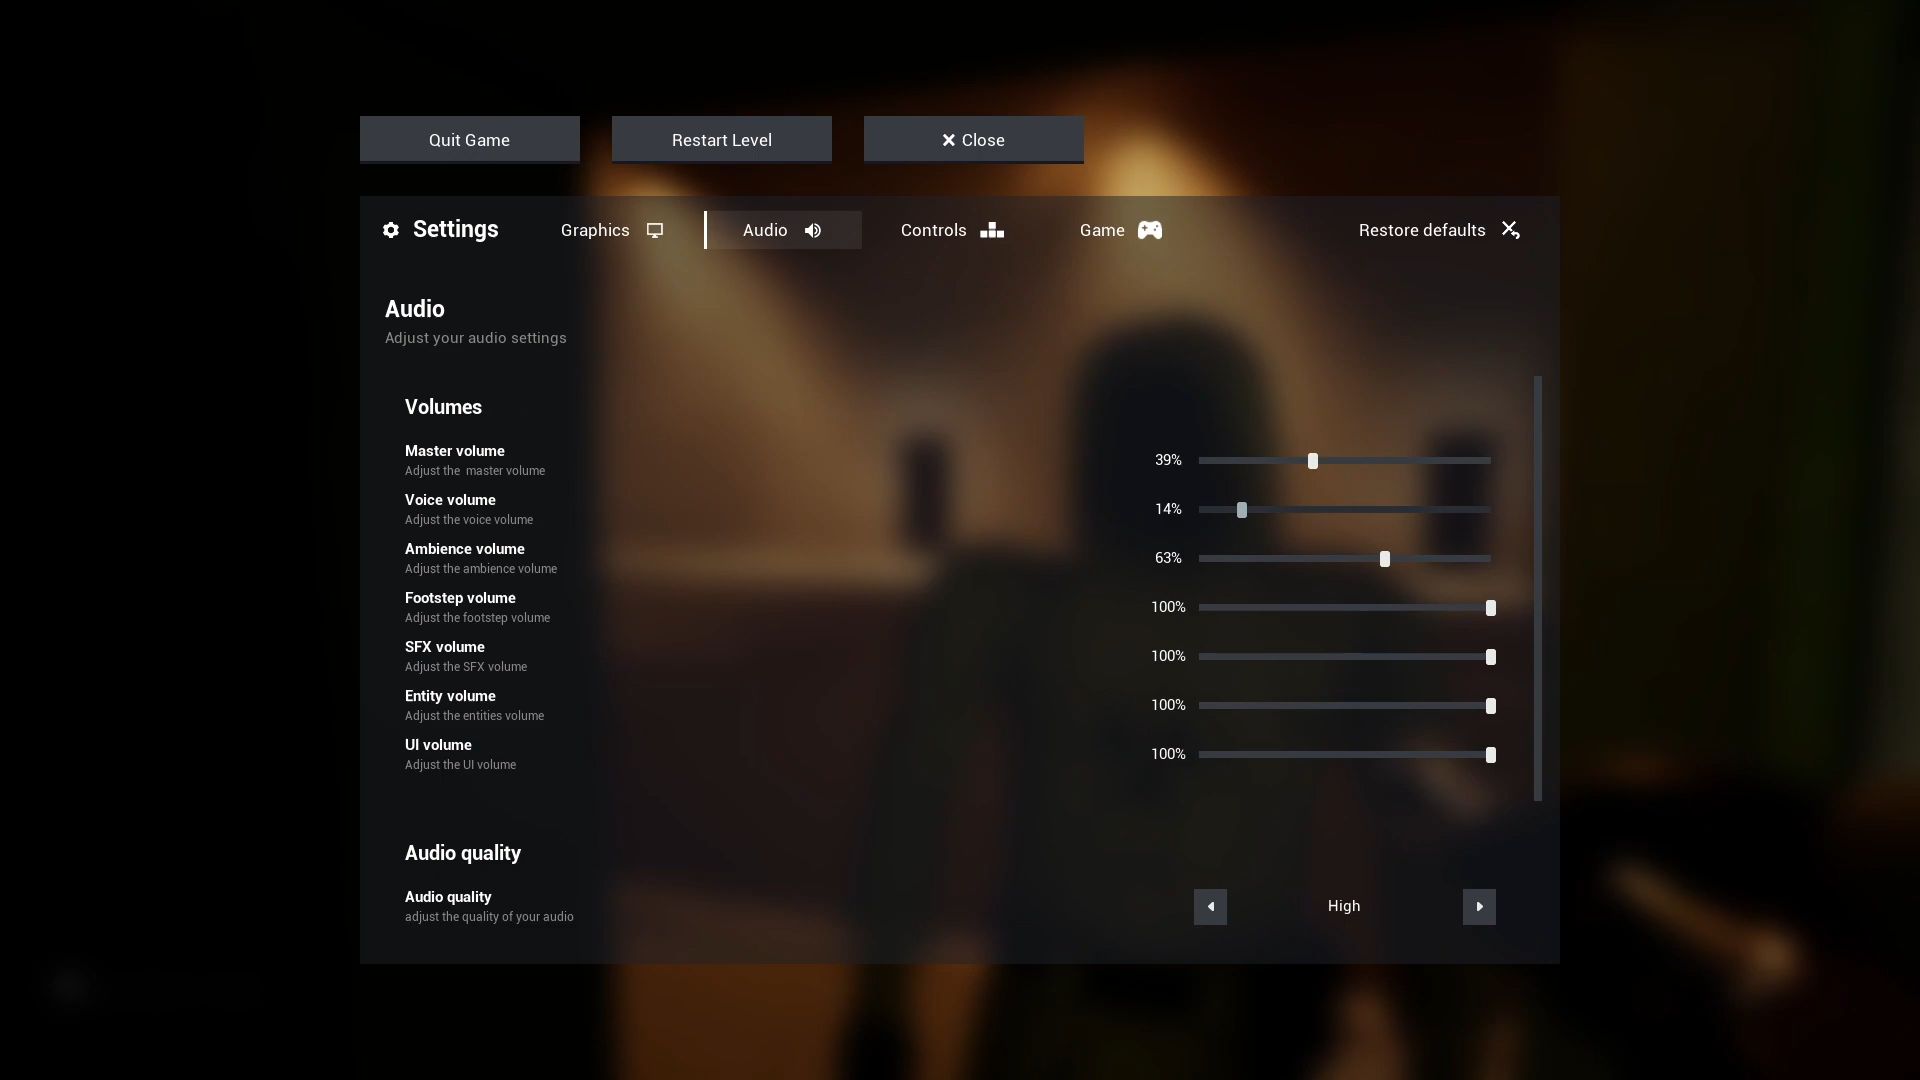 Quit Game
Restart Level
Close
Settings
Graphics
Audio
Controls
Game
Restore defaults
Audio
Adjust your audio settings
Volumes
Master volume
Adjust the  master volume
39%
Voice volume
Adjust the voice volume
14%
Ambience volume
Adjust the ambience volume
63%
Footstep volume
Adjust the footstep volume
100%
SFX volume
Adjust the SFX volume
100%
Entity volume
Adjust the entities volume
100%
UI volume
Adjust the UI volume
100%
Audio quality
Audio quality
adjust the quality of your audio
High